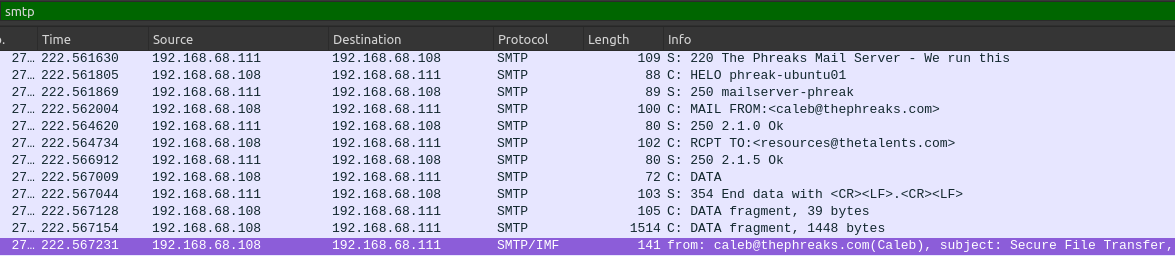 smtp
. Time Source Destination Protocol Length Info
27… 222.561630 192.168.68.111 192.168.68.108 SMTP 109 S: 220 The Phreaks Mail Server - We run this
27… 222.561805 192.168.68.108 192.168.68.111 SMTP 88 C: HELO phreak-ubuntu01
27… 222.561869 192.168.68.111 192.168.68.108 SMTP 89 S: 250 mailserver-phreak
27… 222.562004 192.168.68.108 192.168.68.111 SMTP 100 C: MAIL FROM:<caleb@thephreaks.com>
27… 222.564620 192.168.68.111 192.168.68.108 SMTP 80 S: 250 2.1.0 Ok
27… 222.564734 192.168.68.108 192.168.68.111 SMTP 102 C: RCPT TO:<resources@thetalents.com>
27… 222.566912 192.168.68.111 192.168.68.108 SMTP 80 S: 250 2.1.5 Ok
27… 222.567009 192.168.68.108 192.168.68.111 SMTP 72 C: DATA
27… 222.567044 192.168.68.111 192.168.68.108 SMTP 103 S: 354 End data with <CR><LF>.<CR><LF>
27… 222.567128 192.168.68.108 192.168.68.111 SMTP 105 C: DATA fragment, 39 bytes
27… 222.567154 192.168.68.108 192.168.68.111 SMTP 1514 C: DATA fragment, 1448 bytes
27… 222.567231 192.168.68.108 192.168.68.111 SMTP/IMF 141 from: caleb@thephreaks.com(Caleb), subject: Secure File Transfer,